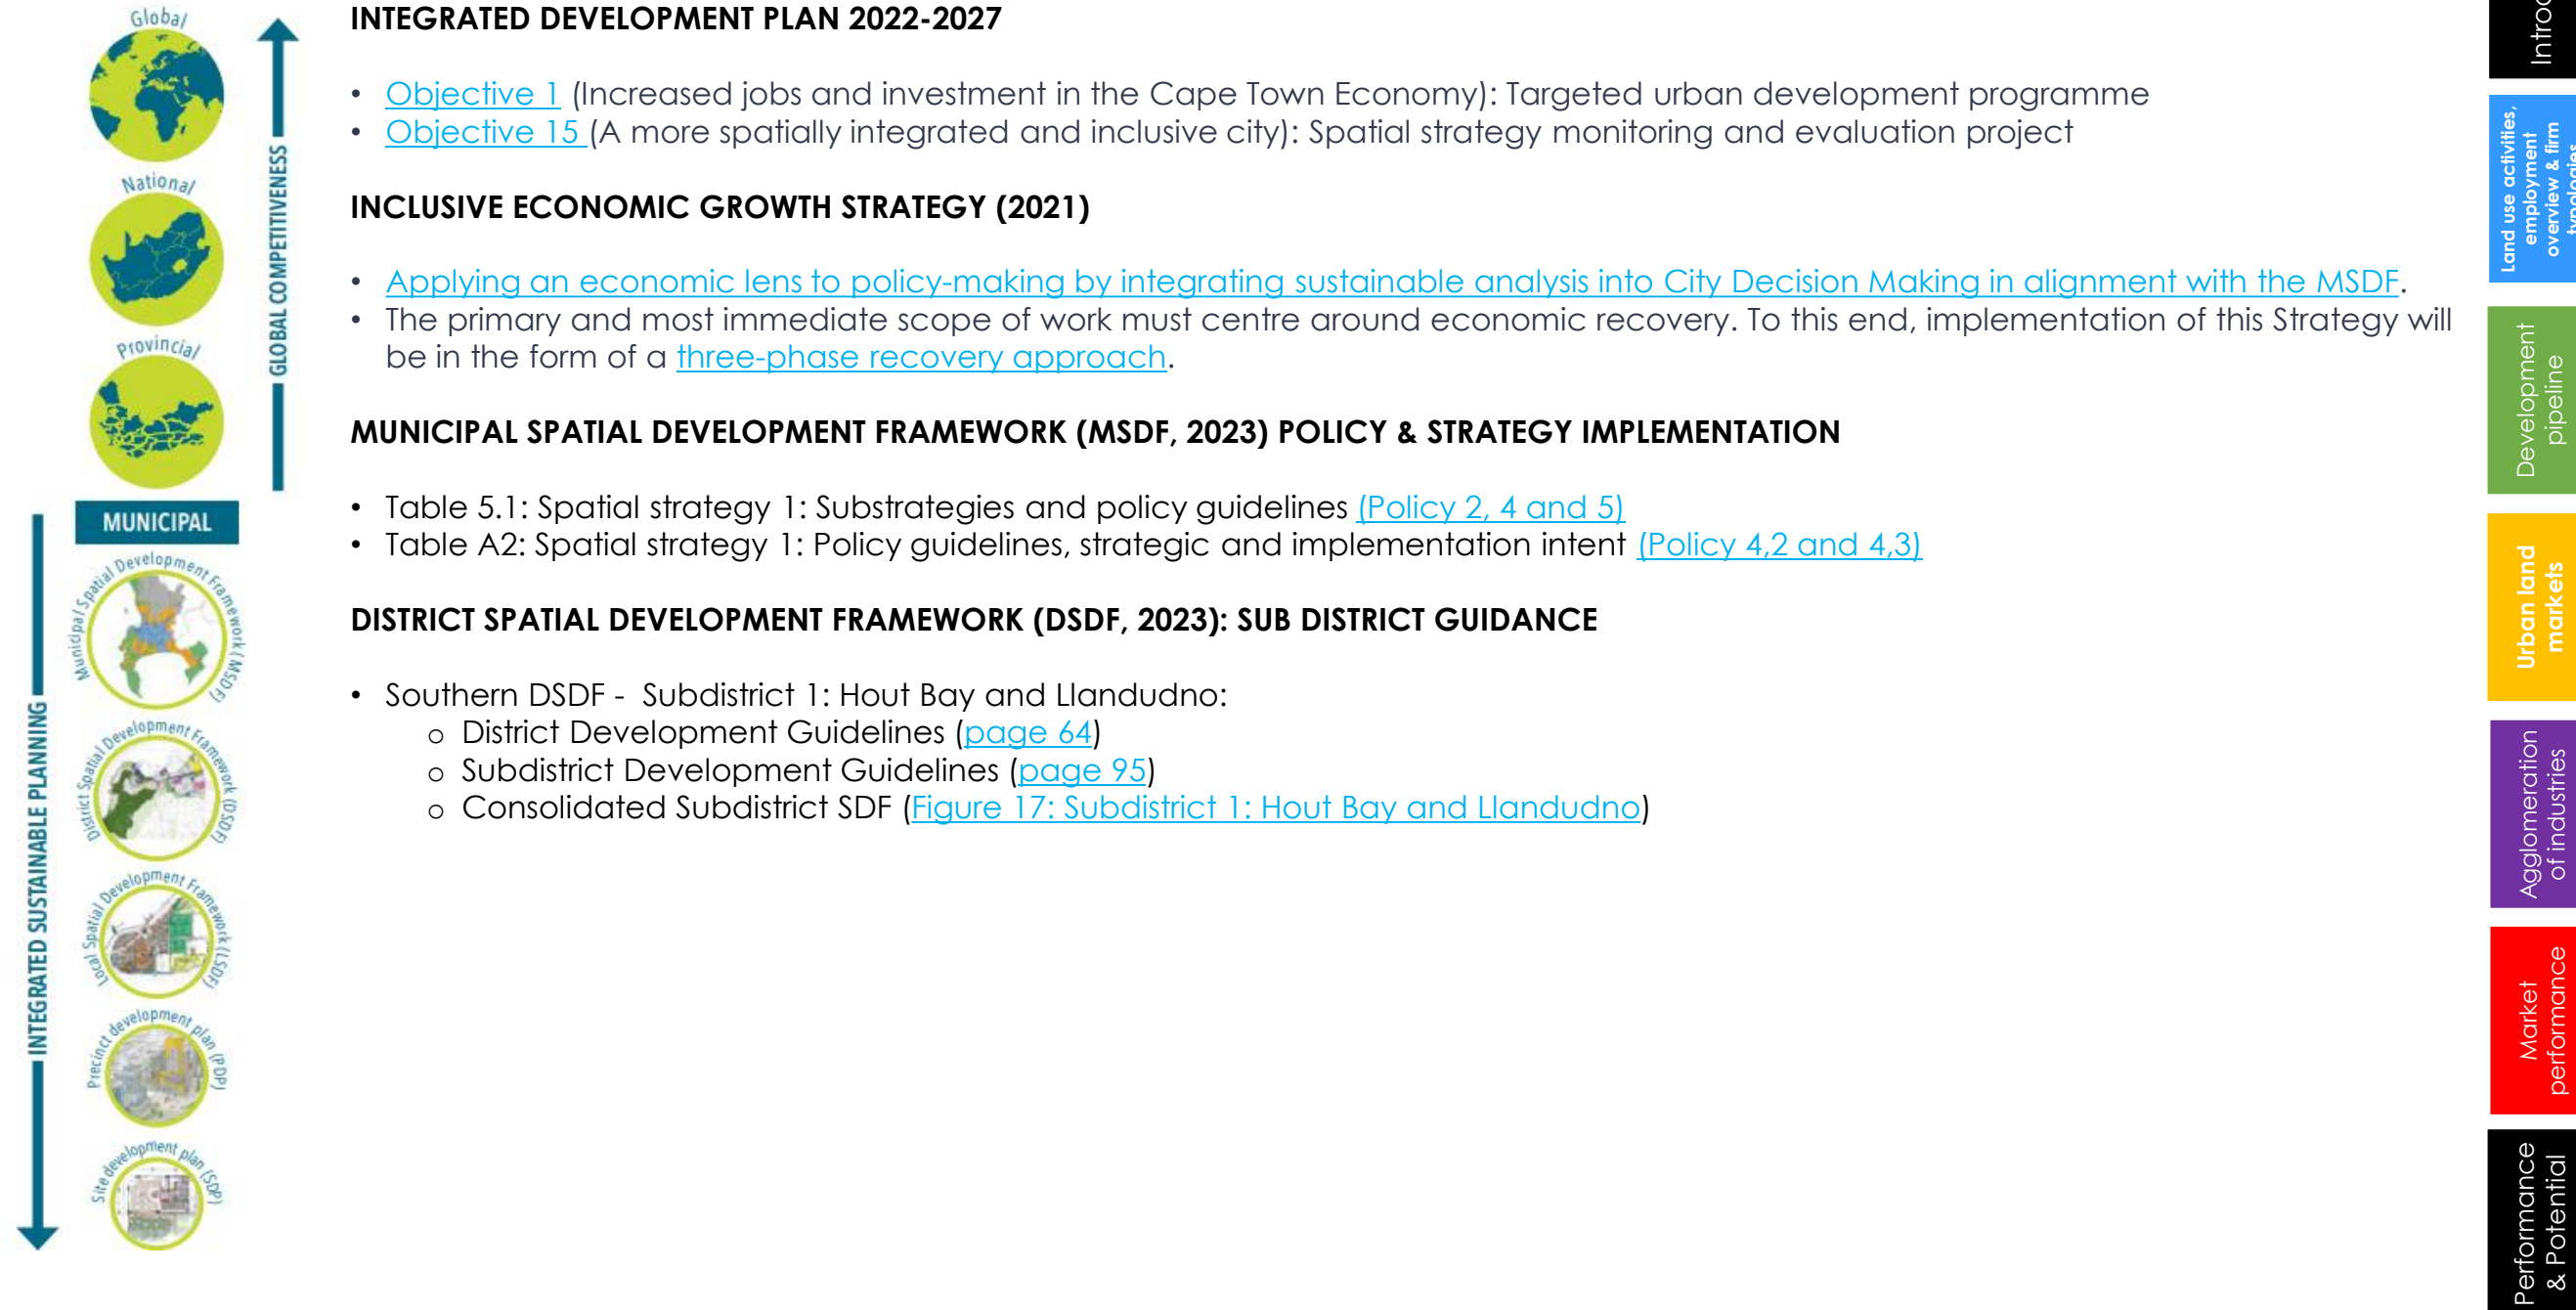 Global
National
Provincial
GLOBAL COMPETITIVENESS
MUNICIPAL
Municipal Spatial Development Framework (MSDF)
District Spatial Development Framework (DSDF)
Local Spatial Development Framework (LSDF)
Precinct development plan (PDP)
Site development plan (SDP)
INTEGRATED SUSTAINABLE PLANNING
INTEGRATED DEVELOPMENT PLAN 2022-2027
• Objective 1 (Increased jobs and investment in the Cape Town Economy): Targeted urban development programme
• Objective 15 (A more spatially integrated and inclusive city): Spatial strategy monitoring and evaluation project
INCLUSIVE ECONOMIC GROWTH STRATEGY (2021)
• Applying an economic lens to policy-making by integrating sustainable analysis into City Decision Making in alignment with the MSDF.
• The primary and most immediate scope of work must centre around economic recovery. To this end, implementation of this Strategy will
be in the form of a three-phase recovery approach.
MUNICIPAL SPATIAL DEVELOPMENT FRAMEWORK (MSDF, 2023) POLICY & STRATEGY IMPLEMENTATION
• Table 5.1: Spatial strategy 1: Substrategies and policy guidelines (Policy 2, 4 and 5)
• Table A2: Spatial strategy 1: Policy guidelines, strategic and implementation intent (Policy 4,2 and 4,3)
DISTRICT SPATIAL DEVELOPMENT FRAMEWORK (DSDF, 2023): SUB DISTRICT GUIDANCE
• Southern DSDF - Subdistrict 1: Hout Bay and Llandudno:
o District Development Guidelines (page 64)
o Subdistrict Development Guidelines (page 95)
o Consolidated Subdistrict SDF (Figure 17: Subdistrict 1: Hout Bay and Llandudno)
Land use activities,
employment
overview & firm
typologies
Development
pipeline
Urban land
markets
Agglomeration
of industries
Market
performance
Performance
& Potential